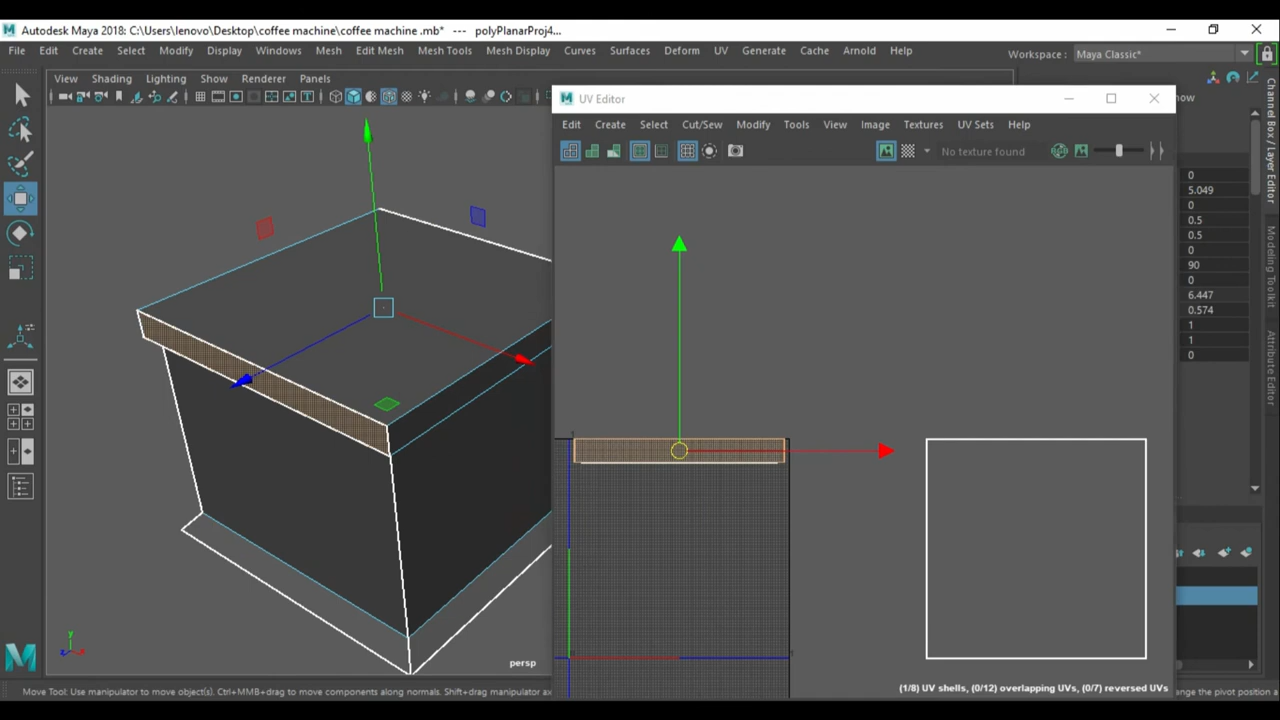 Autodesk Maya 2018: C:\Users\lenovo\Desktop\coffee machine\coffee machine .mb* --- polyPlanarProj4...
File Edit Create Select Modify Display Windows Mesh Edit Mesh Mesh Tools Mesh Display Curves Surfaces Deform UV Generate Cache Arnold Help
Workspace : Maya Classic*
View Shading Lighting Show Renderer Panels
UV Editor
Edit Create Select Cut/Sew Modify Tools View Image Textures UV Sets Help
No texture found
Channel Box / Layer Editor
Modeling Toolkit
Attribute Editor
0
5.049
0
0.5
0.5
0
90
0
6.447
0.574
1
1
0
persp
y
z x
(1/8) UV shells, (0/12) overlapping UVs, (0/7) reversed UVs
Move Tool: Use manipulator to move object(s). Ctrl+MMB+drag to move components along normals. Shift+drag manipulator
nge the pivot position a